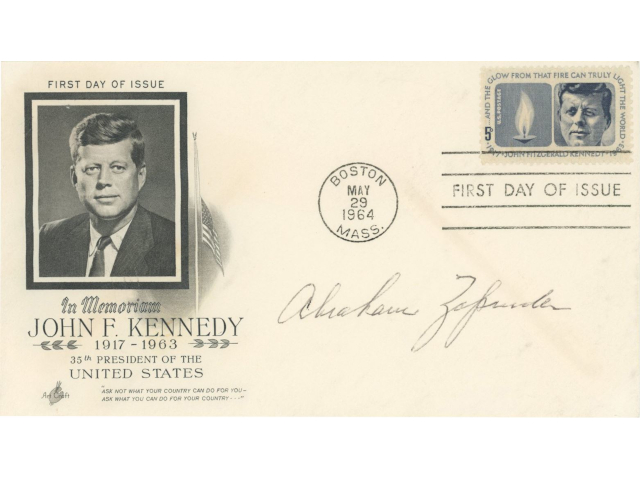 FIRST DAY OF ISSUE
In Memoriam
JOHN F. KENNEDY
1917 - 1963
35th PRESIDENT OF THE
UNITED STATES
"ASK NOT WHAT YOUR COUNTRY CAN DO FOR YOU—
ASK WHAT YOU CAN DO FOR YOUR COUNTRY ---"
Art Craft
BOSTON
MAY
29
1964
MASS.
—AND THE GLOW FROM THAT FIRE CAN TRULY LIGHT THE WORLD
U.S. POSTAGE
5¢
JOHN FITZGERALD KENNEDY
FIRST DAY OF ISSUE
Abraham Zapruder